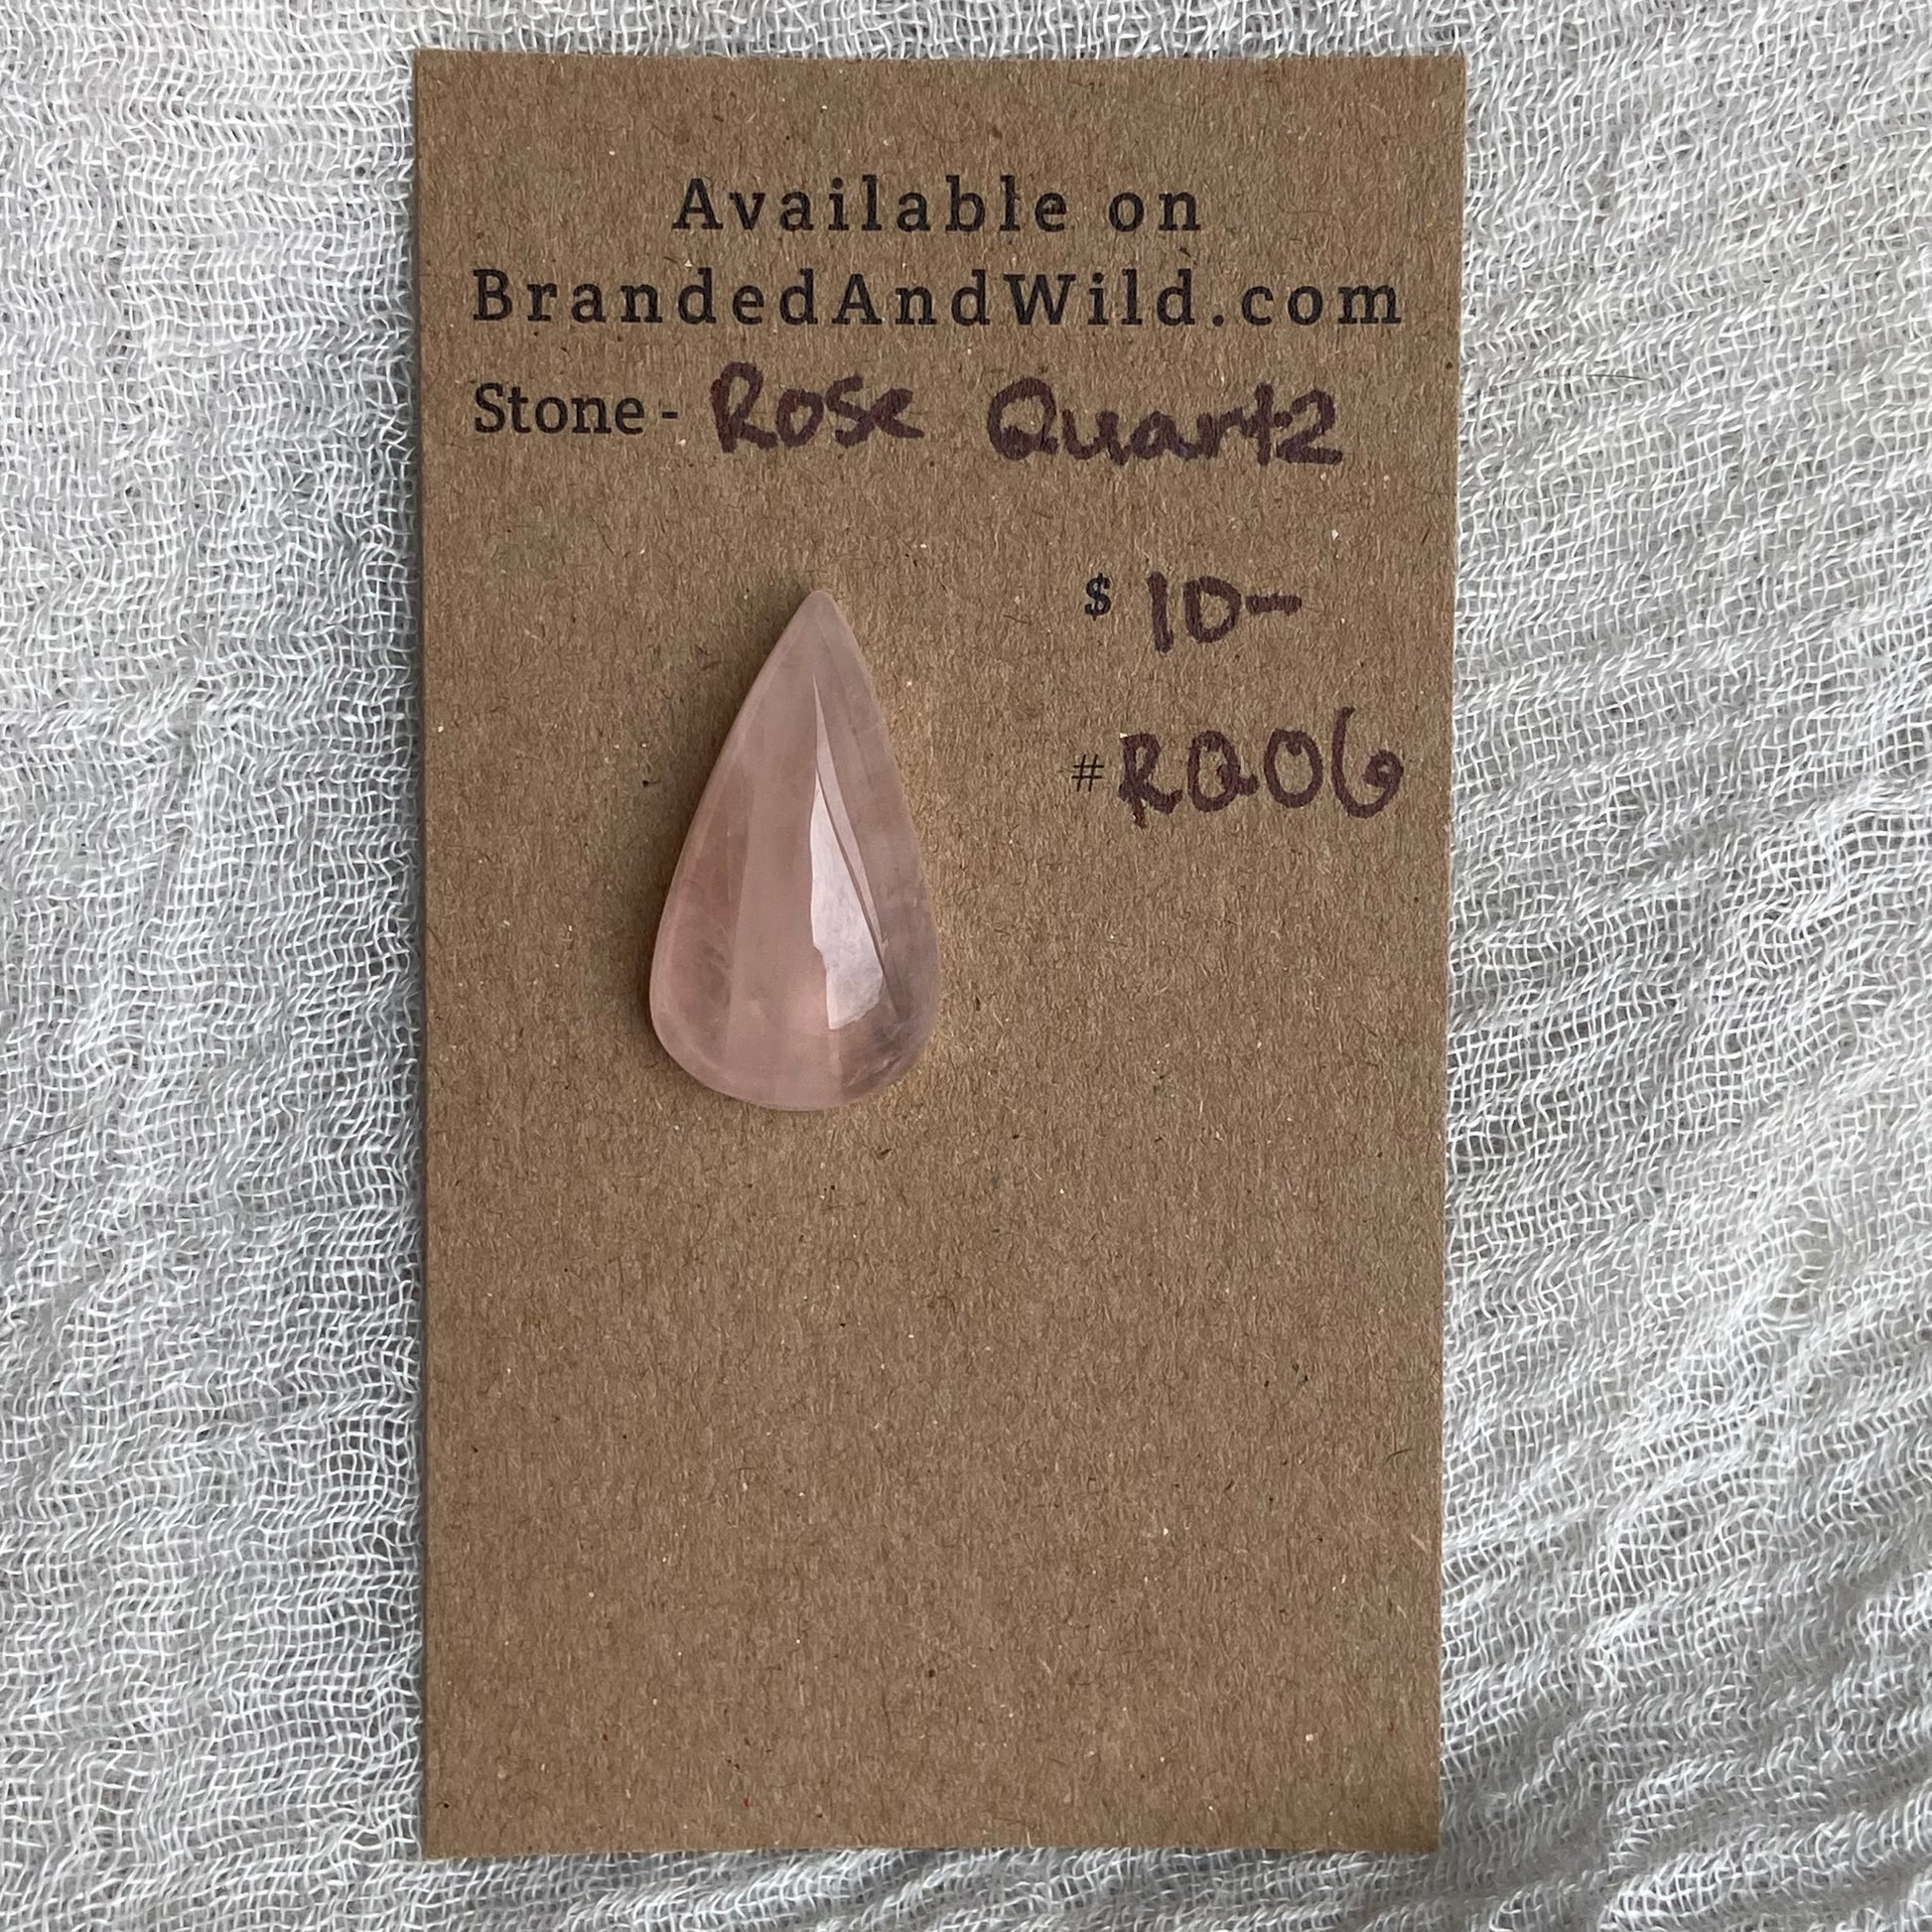 Available on
BrandedAndWild.com
Stone - Rose Quartz
$ 10-
#RQ06